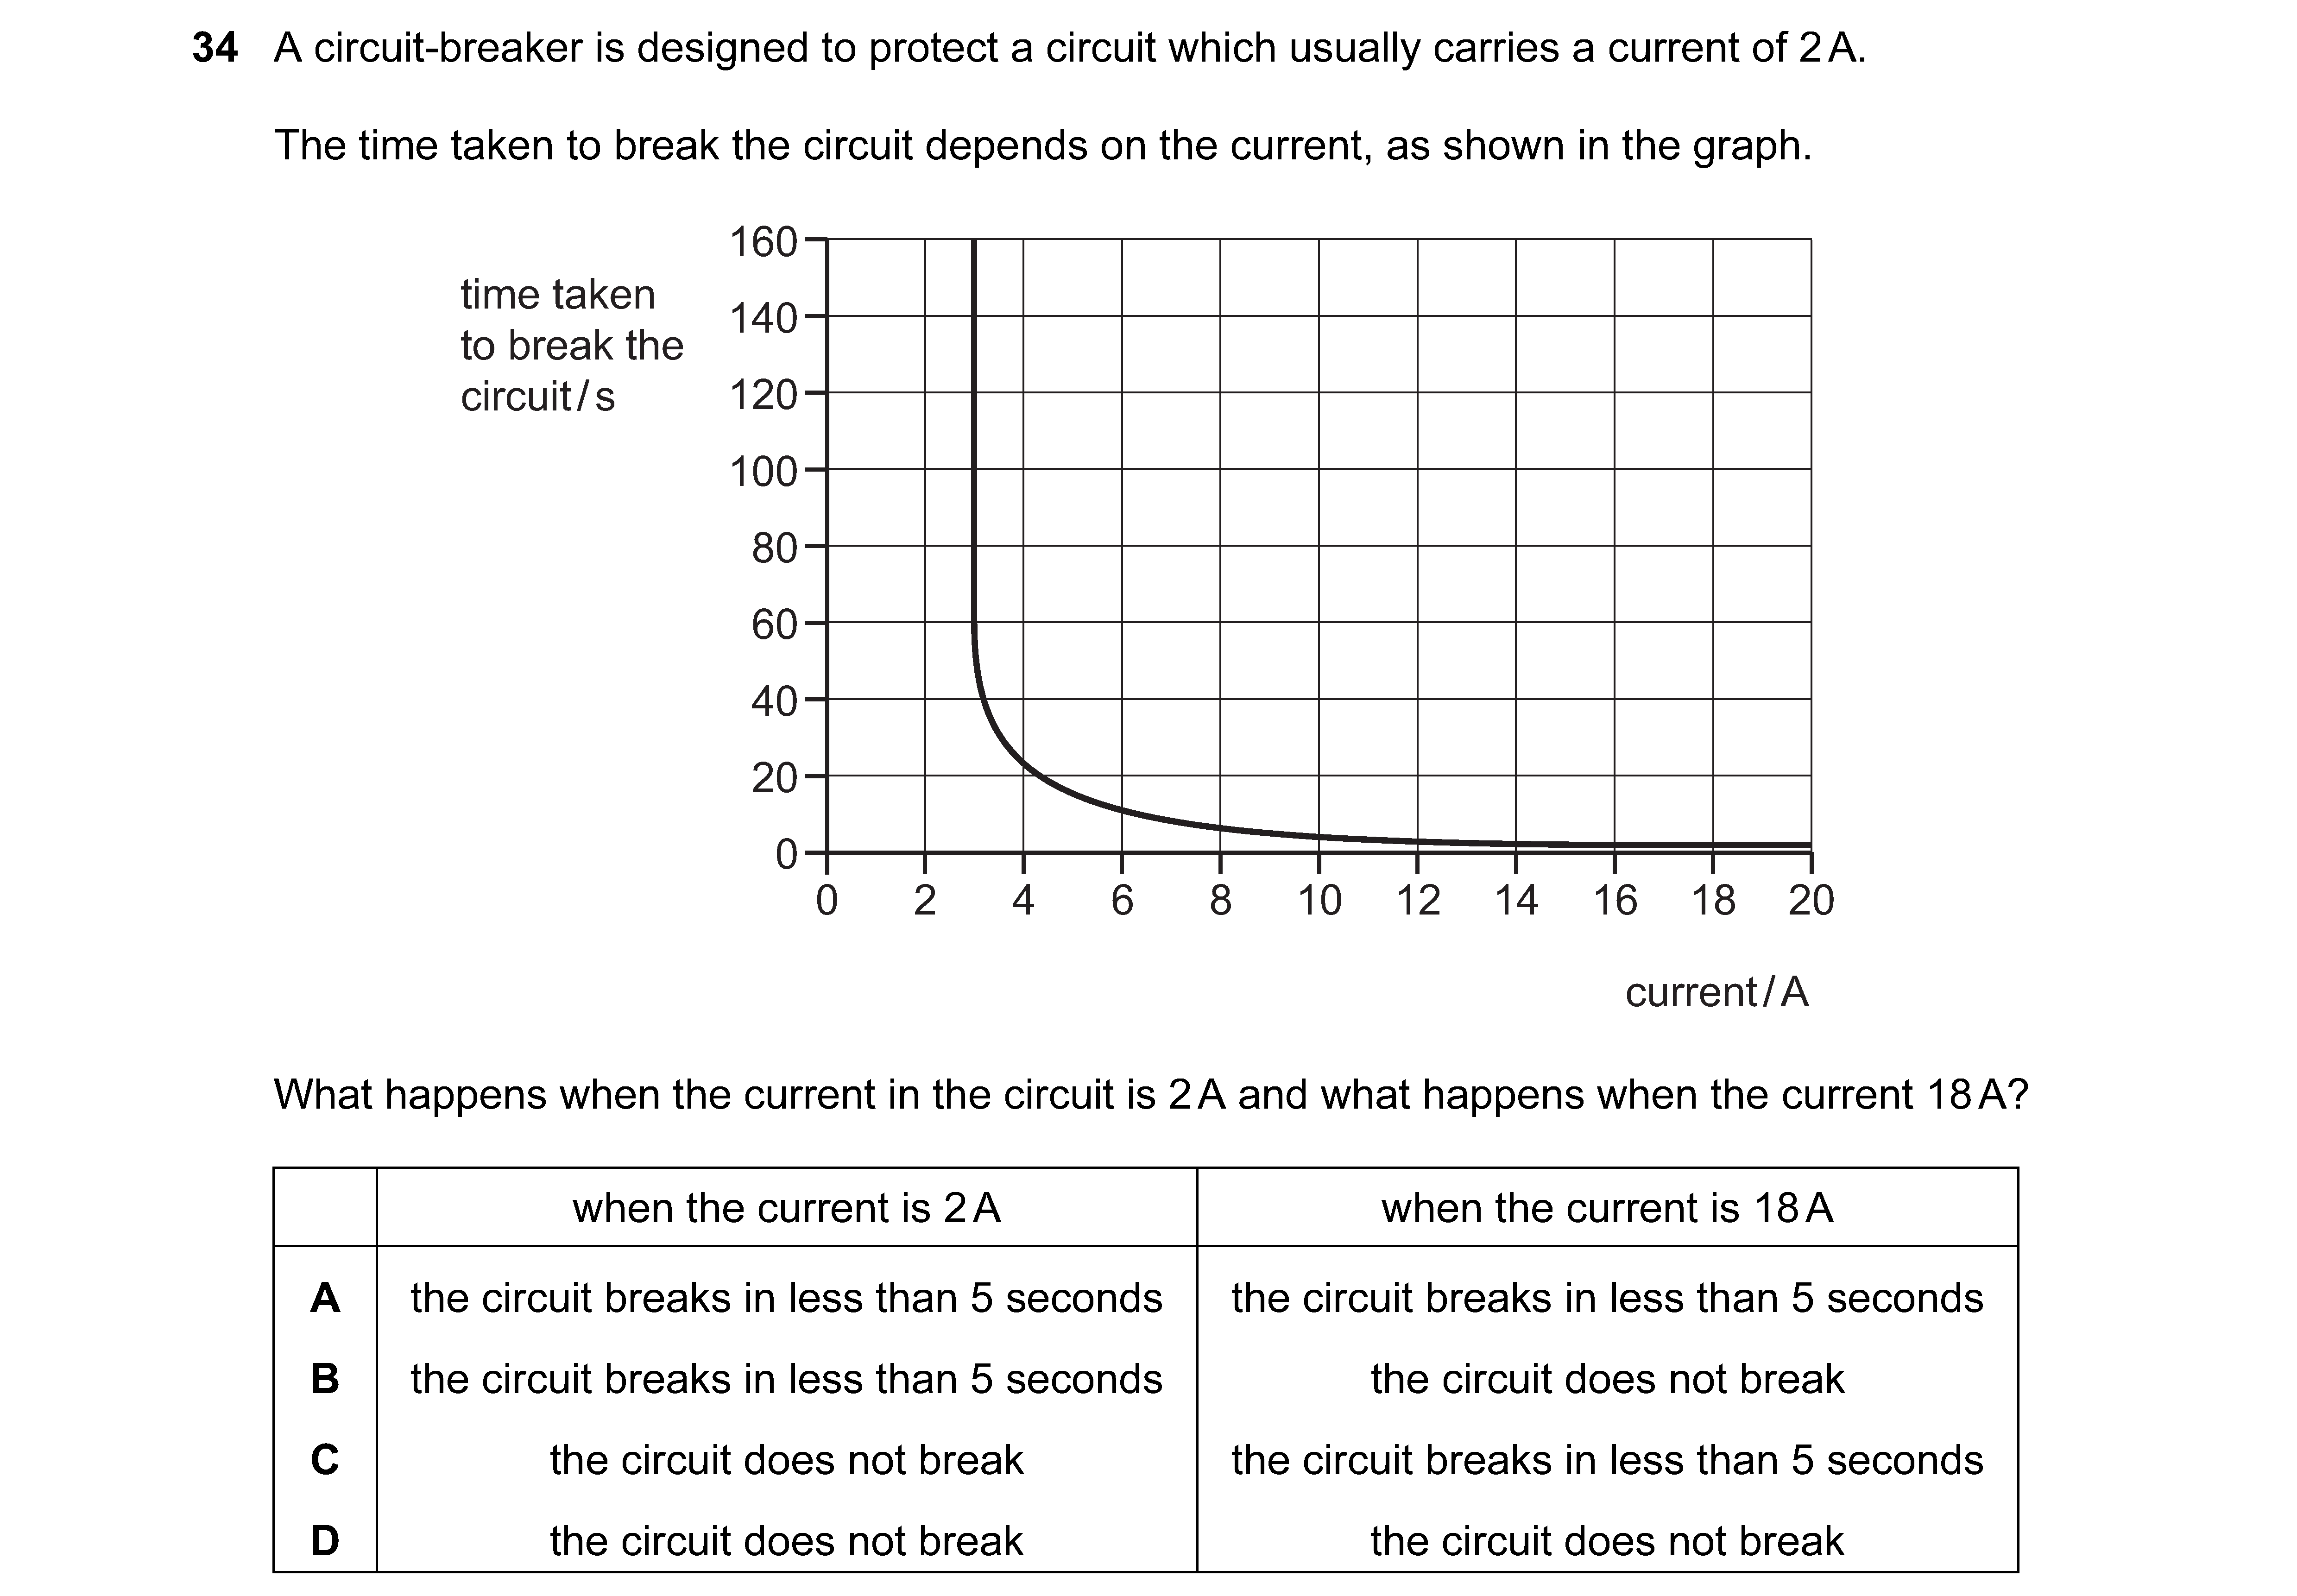 34 A circuit-breaker is designed to protect a circuit which usually carries a current of 2 A.
The time taken to break the circuit depends on the current, as shown in the graph.
time taken
to break the
circuit / s
160
140
120
100
80
60
40
20
0
0 2 4 6 8 10 12 14 16 18 20
current / A
What happens when the current in the circuit is 2 A and what happens when the current 18 A?
when the current is 2 A when the current is 18 A
A the circuit breaks in less than 5 seconds the circuit breaks in less than 5 seconds
B the circuit breaks in less than 5 seconds the circuit does not break
C the circuit does not break the circuit breaks in less than 5 seconds
D the circuit does not break the circuit does not break